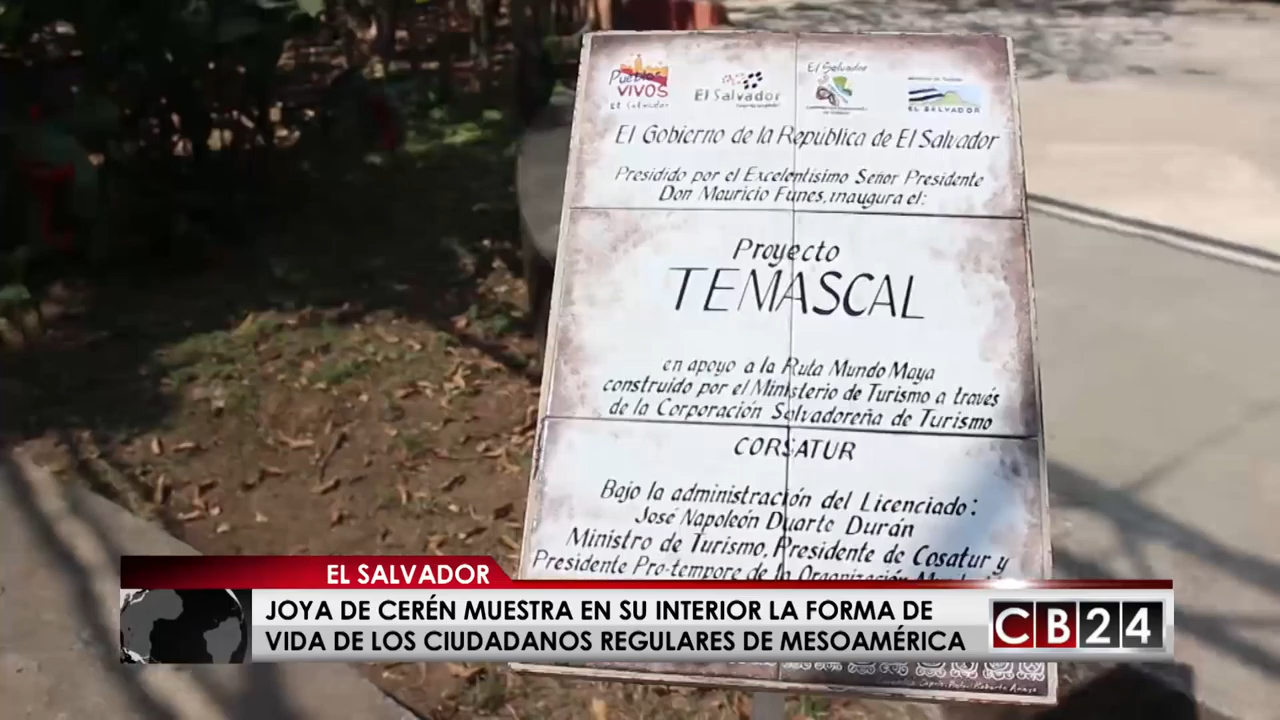 Pueblos
VIVOS
El Salvador
El Salvador
El Salvador
EL SALVADOR
El Gobierno de la República de El Salvador
Presidido por el Excelentísimo Señor Presidente
Don Mauricio Funes, inaugura el:
Proyecto
TEMASCAL
en apoyo a la Ruta Mundo Maya
construido por el Ministerio de Turismo a través
de la Corporación Salvadoreña de Turismo
CORSATUR
Bajo la administración del Licenciado:
José Napoleón Duarte Durán
Ministro de Turismo, Presidente de Cosatur y
Presidente Pro-tempore de la Organización
EL SALVADOR
JOYA DE CERÉN MUESTRA EN SU INTERIOR LA FORMA DE
VIDA DE LOS CIUDADANOS REGULARES DE MESOAMÉRICA
CB24